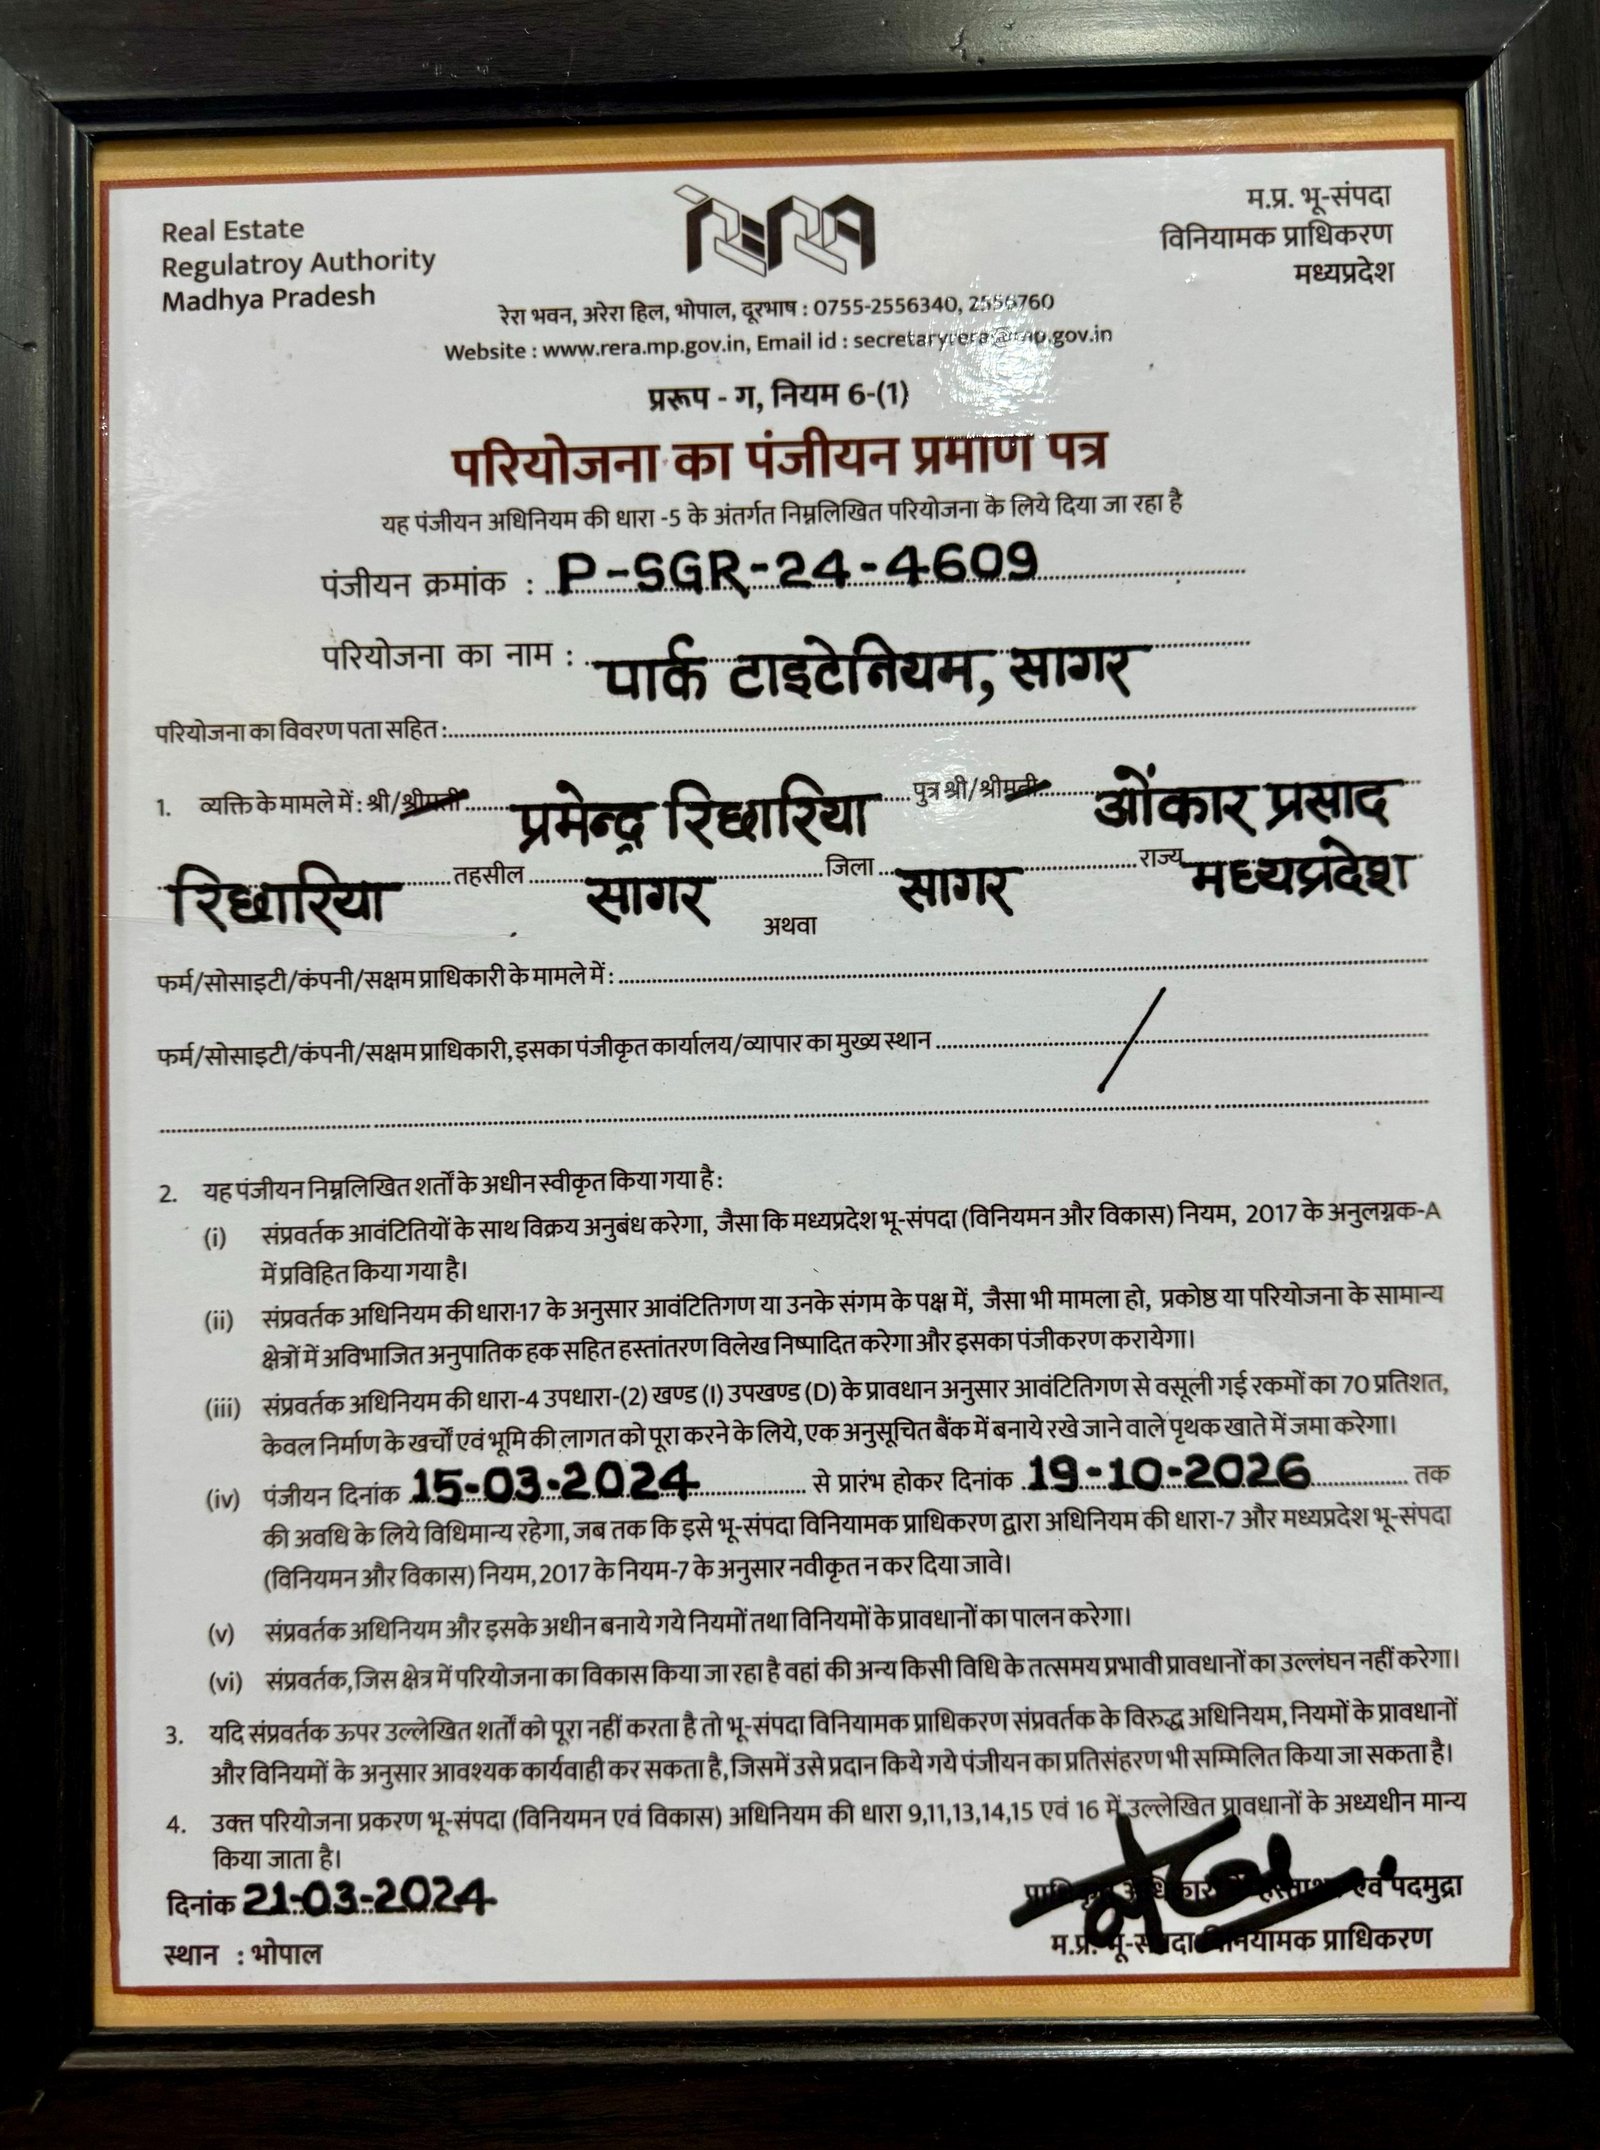 Real Estate
Regulatroy Authority
Madhya Pradesh
RERA
म.प्र. भू-संपदा
विनियामक प्राधिकरण
मध्यप्रदेश
रेरा भवन, अरेरा हिल, भोपाल, दूरभाष : 0755-2556340, 2556760
Website : www.rera.mp.gov.in, Email id : secretaryrera@mp.gov.in
प्ररूप - ग, नियम 6-(1)
परियोजना का पंजीयन प्रमाण पत्र
यह पंजीयन अधिनियम की धारा -5 के अंतर्गत निम्नलिखित परियोजना के लिये दिया जा रहा है
पंजीयन क्रमांक : P-SGR-24-4609
परियोजना का नाम : पार्क टाइटेनियम, सागर
परियोजना का विवरण पता सहित :
1. व्यक्ति के मामले में : श्री/श्रीमती प्रमेन्द्र रिछारिया पुत्र श्री/श्रीमती ओंकार प्रसाद
रिछारिया तहसील सागर जिला सागर राज्य मध्यप्रदेश
अथवा
फर्म/सोसाइटी/कंपनी/सक्षम प्राधिकारी के मामले में :
फर्म/सोसाइटी/कंपनी/सक्षम प्राधिकारी, इसका पंजीकृत कार्यालय/व्यापार का मुख्य स्थान
2. यह पंजीयन निम्नलिखित शर्तों के अधीन स्वीकृत किया गया है :
(i) संप्रवर्तक आवंटितियों के साथ विक्रय अनुबंध करेगा, जैसा कि मध्यप्रदेश भू-संपदा (विनियमन और विकास) नियम, 2017 के अनुलग्नक-A
में प्रविहित किया गया है।
(ii) संप्रवर्तक अधिनियम की धारा-17 के अनुसार आवंटितिगण या उनके संगम के पक्ष में, जैसा भी मामला हो, प्रकोष्ठ या परियोजना के सामान्य
क्षेत्रों में अविभाजित अनुपातिक हक सहित हस्तांतरण विलेख निष्पादित करेगा और इसका पंजीकरण करायेगा।
(iii) संप्रवर्तक अधिनियम की धारा-4 उपधारा-(2) खण्ड (I) उपखण्ड (D) के प्रावधान अनुसार आवंटितिगण से वसूली गई रकमों का 70 प्रतिशत,
केवल निर्माण के खर्चों एवं भूमि की लागत को पूरा करने के लिये, एक अनुसूचित बैंक में बनाये रखे जाने वाले पृथक खाते में जमा करेगा।
(iv) पंजीयन दिनांक 15-03-2024 से प्रारंभ होकर दिनांक 19-10-2026 तक
की अवधि के लिये विधिमान्य रहेगा, जब तक कि इसे भू-संपदा विनियामक प्राधिकरण द्वारा अधिनियम की धारा-7 और मध्यप्रदेश भू-संपदा
(विनियमन और विकास) नियम, 2017 के नियम-7 के अनुसार नवीकृत न कर दिया जावे।
(v) संप्रवर्तक अधिनियम और इसके अधीन बनाये गये नियमों तथा विनियमों के प्रावधानों का पालन करेगा।
(vi) संप्रवर्तक, जिस क्षेत्र में परियोजना का विकास किया जा रहा है वहां की अन्य किसी विधि के तत्समय प्रभावी प्रावधानों का उल्लंघन नहीं करेगा।
3. यदि संप्रवर्तक ऊपर उल्लेखित शर्तों को पूरा नहीं करता है तो भू-संपदा विनियामक प्राधिकरण संप्रवर्तक के विरुद्ध अधिनियम, नियमों के प्रावधानों
और विनियमों के अनुसार आवश्यक कार्यवाही कर सकता है, जिसमें उसे प्रदान किये गये पंजीयन का प्रतिसंहरण भी सम्मिलित किया जा सकता है।
4. उक्त परियोजना प्रकरण भू-संपदा (विनियमन एवं विकास) अधिनियम की धारा 9,11,13,14,15 एवं 16 में उल्लेखित प्रावधानों के अध्यधीन मान्य
किया जाता है।
दिनांक 21-03-2024
एवं पदमुद्रा
स्थान : भोपाल
म.प्र. भू-संपदा विनियामक प्राधिकरण